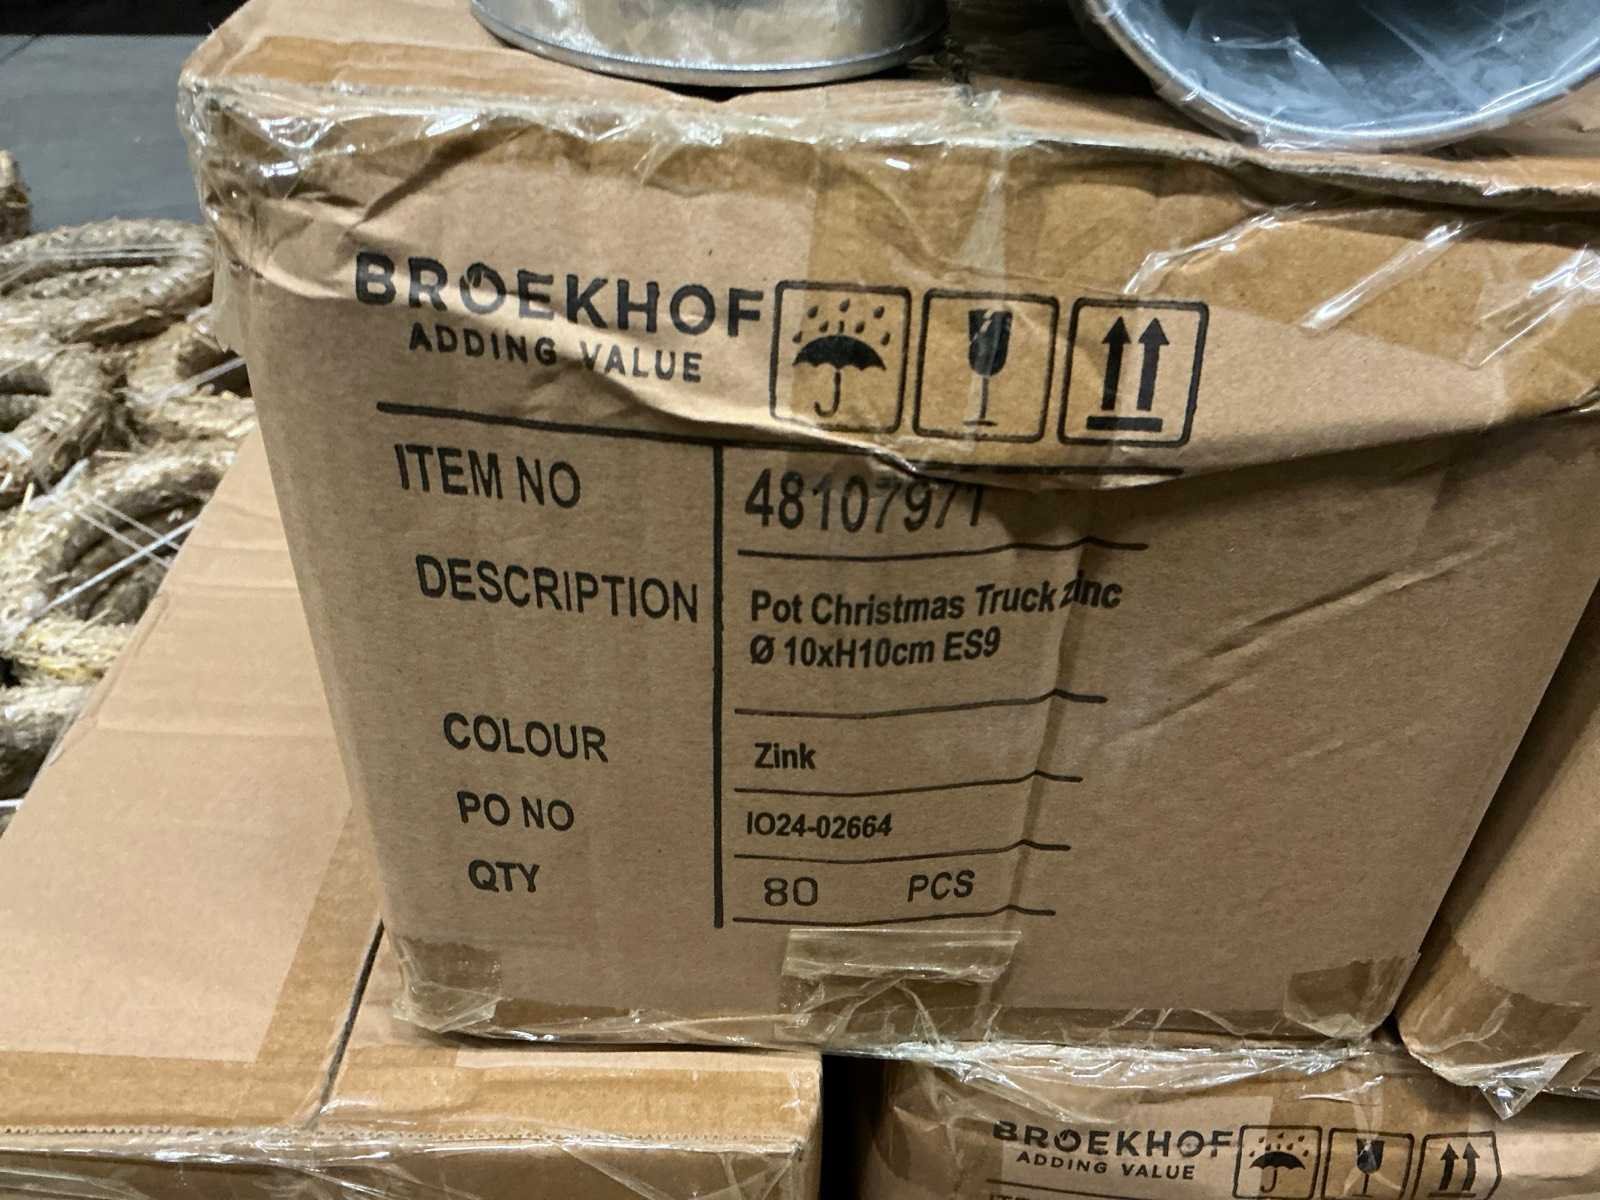 BROEKHOF
ADDING VALUE
ITEM NO 48107971
DESCRIPTION Pot Christmas Truck zinc
Ø 10xH10cm ES9
COLOUR Zink
PO NO IO24-02664
QTY 80 PCS
BROEKHOF
ADDING VALUE